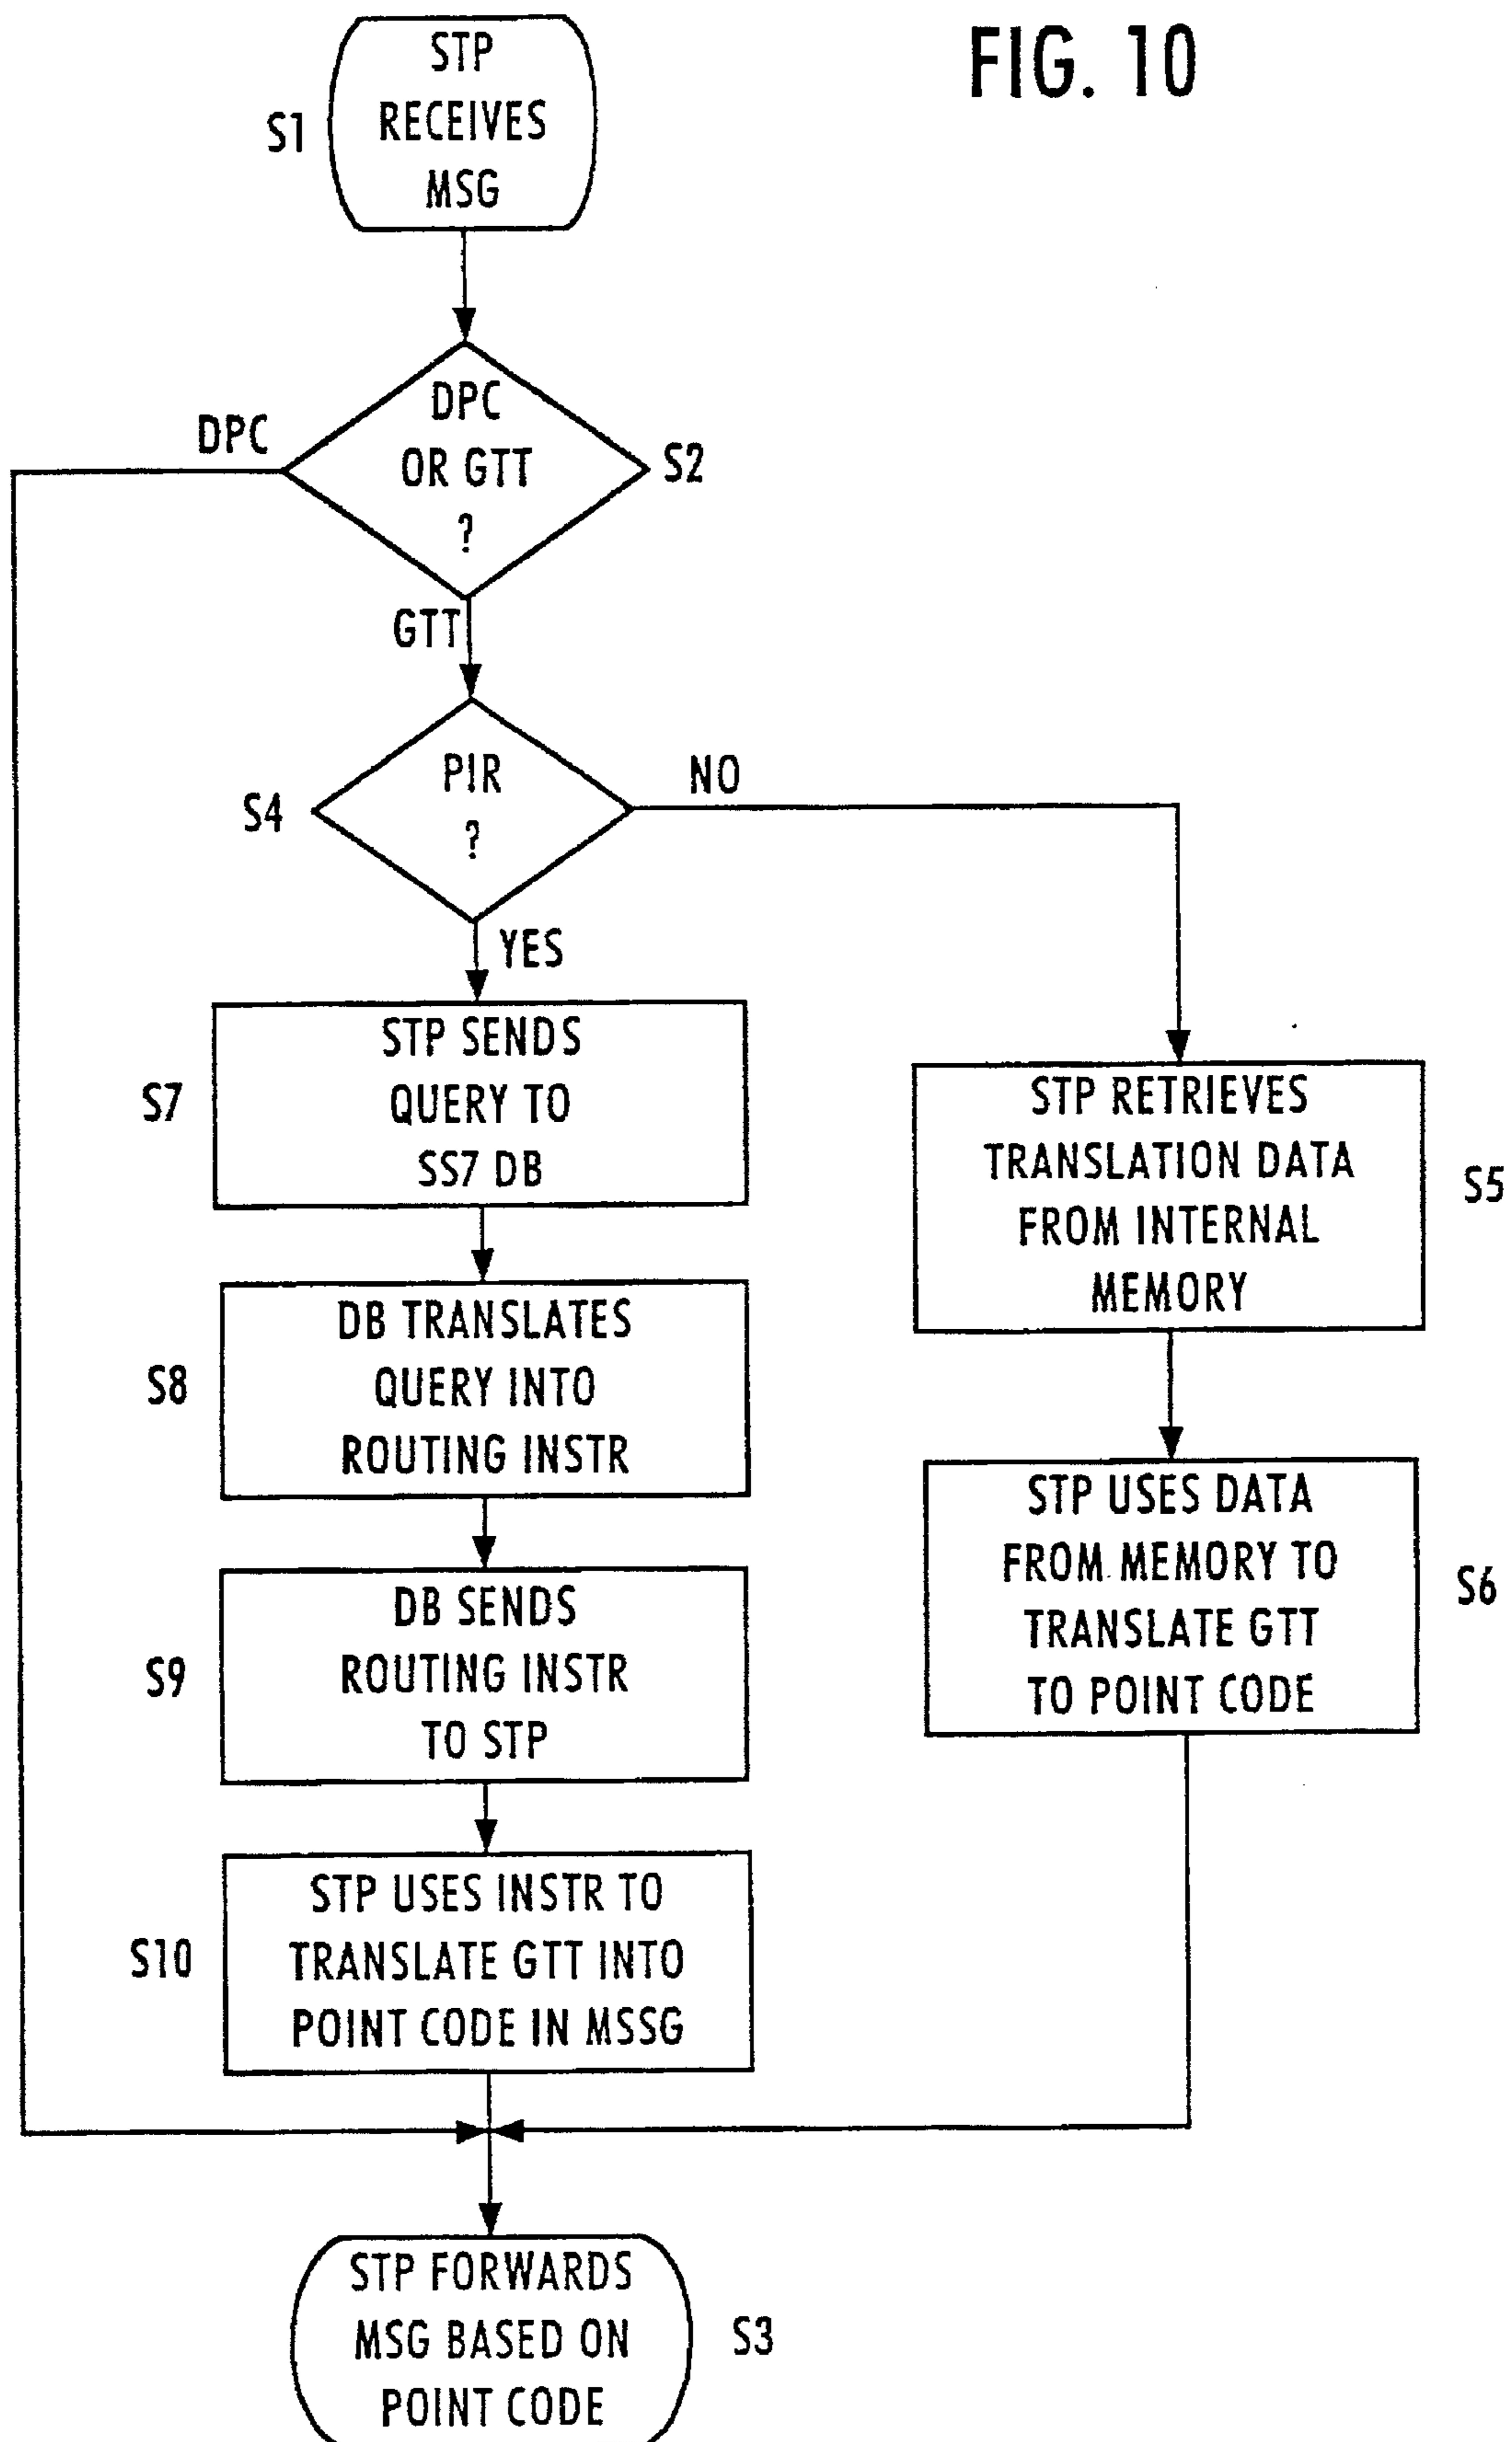 FIG. 10
STP
RECEIVES
MSG
S1
DPC
OR GTT
?
S2
DPC
GTT
PIR
?
S4
NO
YES
STP SENDS
QUERY TO
SS7 DB
S7
STP RETRIEVES
TRANSLATION DATA
FROM INTERNAL
MEMORY
S5
DB TRANSLATES
QUERY INTO
ROUTING INSTR
S8
STP USES DATA
FROM MEMORY TO
TRANSLATE GTT
TO POINT CODE
S6
DB SENDS
ROUTING INSTR
TO STP
S9
STP USES INSTR TO
TRANSLATE GTT INTO
POINT CODE IN MSSG
S10
STP FORWARDS
MSG BASED ON
POINT CODE
S3